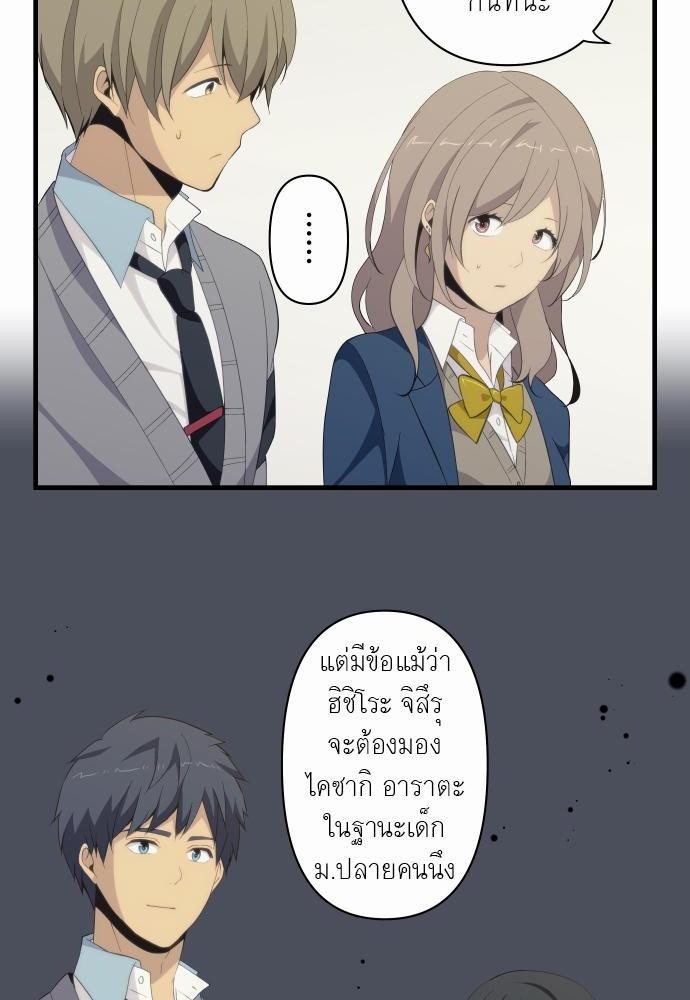 กันที่นะ
......
แต่มีข้อแม้ว่า
ฮิชิโระ จิสึรุ
จะต้องมอง
ไคซากิ อาราตะ
ในฐานะเด็ก
ม.ปลายคนนึง